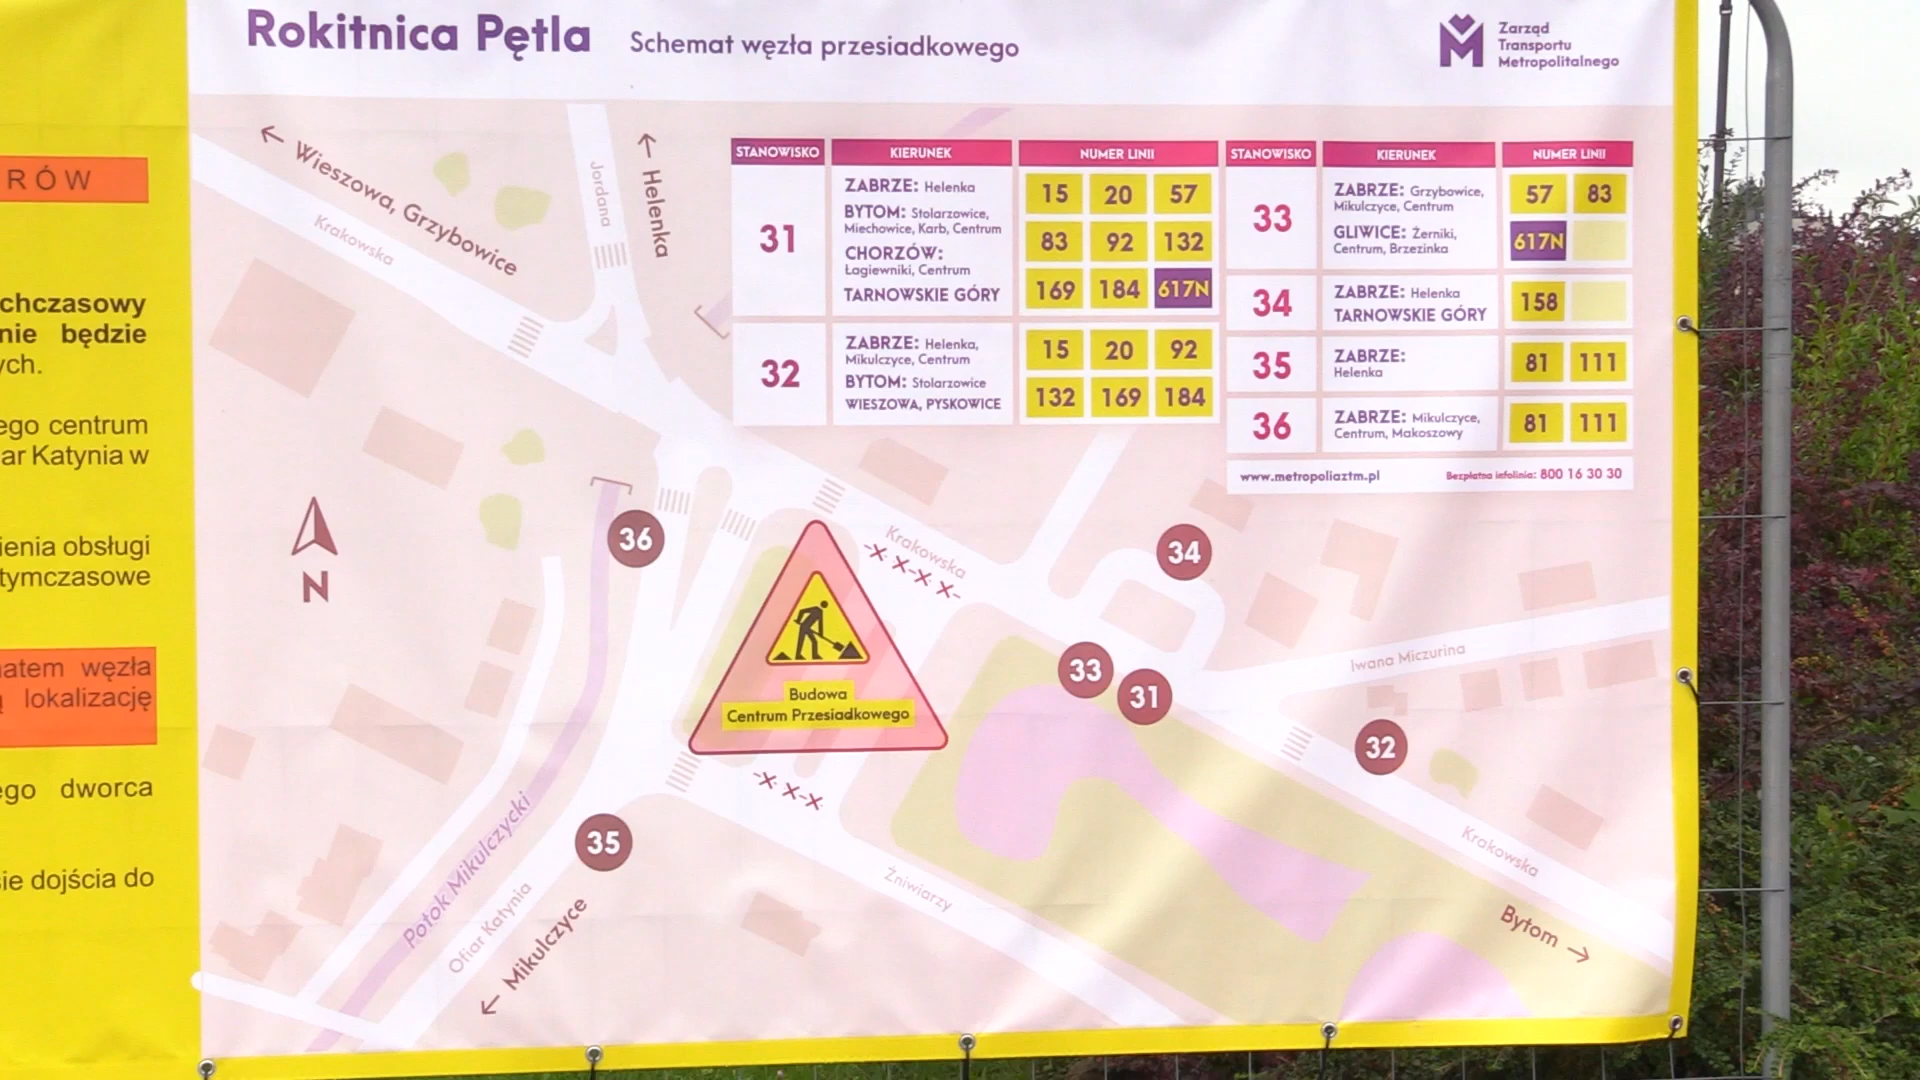 Rokitnica Pętla
Schemat węzła przesiadkowego
Zarząd
Transportu
Metropolitalnego
RÓW
chczasowy
nie będzie
ych.
ego centrum
iar Katynia w
ienia obsługi
tymczasowe
natem węzła
ą lokalizację
ego dworca
sie dojścia do
← Wieszowa, Grzybowice
Krakowska
Jordana
← Helenka
STANOWISKO KIERUNEK NUMER LINII
31
ZABRZE: Helenka
BYTOM: Stolarzowice,
Miechowice, Karb, Centrum
CHORZÓW:
Łagiewniki, Centrum
TARNOWSKIE GÓRY
15 20 57
83 92 132
169 184 617N
32
ZABRZE: Helenka,
Mikulczyce, Centrum
BYTOM: Stolarzowice
WIESZOWA, PYSKOWICE
15 20 92
132 169 184
STANOWISKO KIERUNEK NUMER LINII
33
ZABRZE: Grzybowice,
Mikulczyce, Centrum
GLIWICE: Żerniki,
Centrum, Brzezinka
57 83
617N
34
ZABRZE: Helenka
TARNOWSKIE GÓRY
158
35
ZABRZE:
Helenka
81 111
36
ZABRZE: Mikulczyce,
Centrum, Makoszowy
81 111
www.metropoliaztm.pl
Bezpłatna infolinia: 800 16 30 30
N
36
Krakowska
34
Budowa
Centrum Przesiadkowego
33
31
Iwana Miczurina
32
35
Potok Mikulczycki
Ofiar Katynia
← Mikulczyce
Żniwiarzy
Krakowska
Bytom →